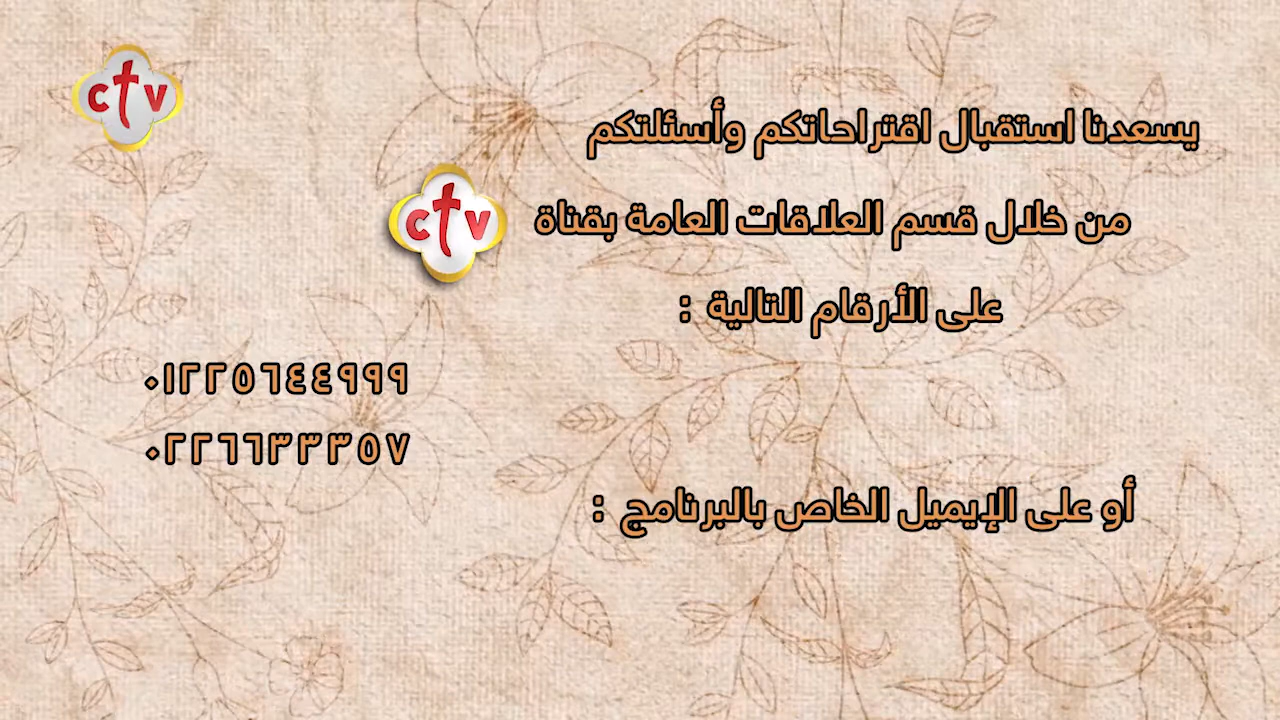 ctv
يسعدنا استقبال اقتراحاتكم وأسئلتكم
من خلال قسم العلاقات العامة بقناة ctv
على الأرقام التالية :
٠١٢٢٥٦٤٤٩٩٩
٠٢٢٦٦٣٣٣٥٧
أو على الإيميل الخاص بالبرنامج :